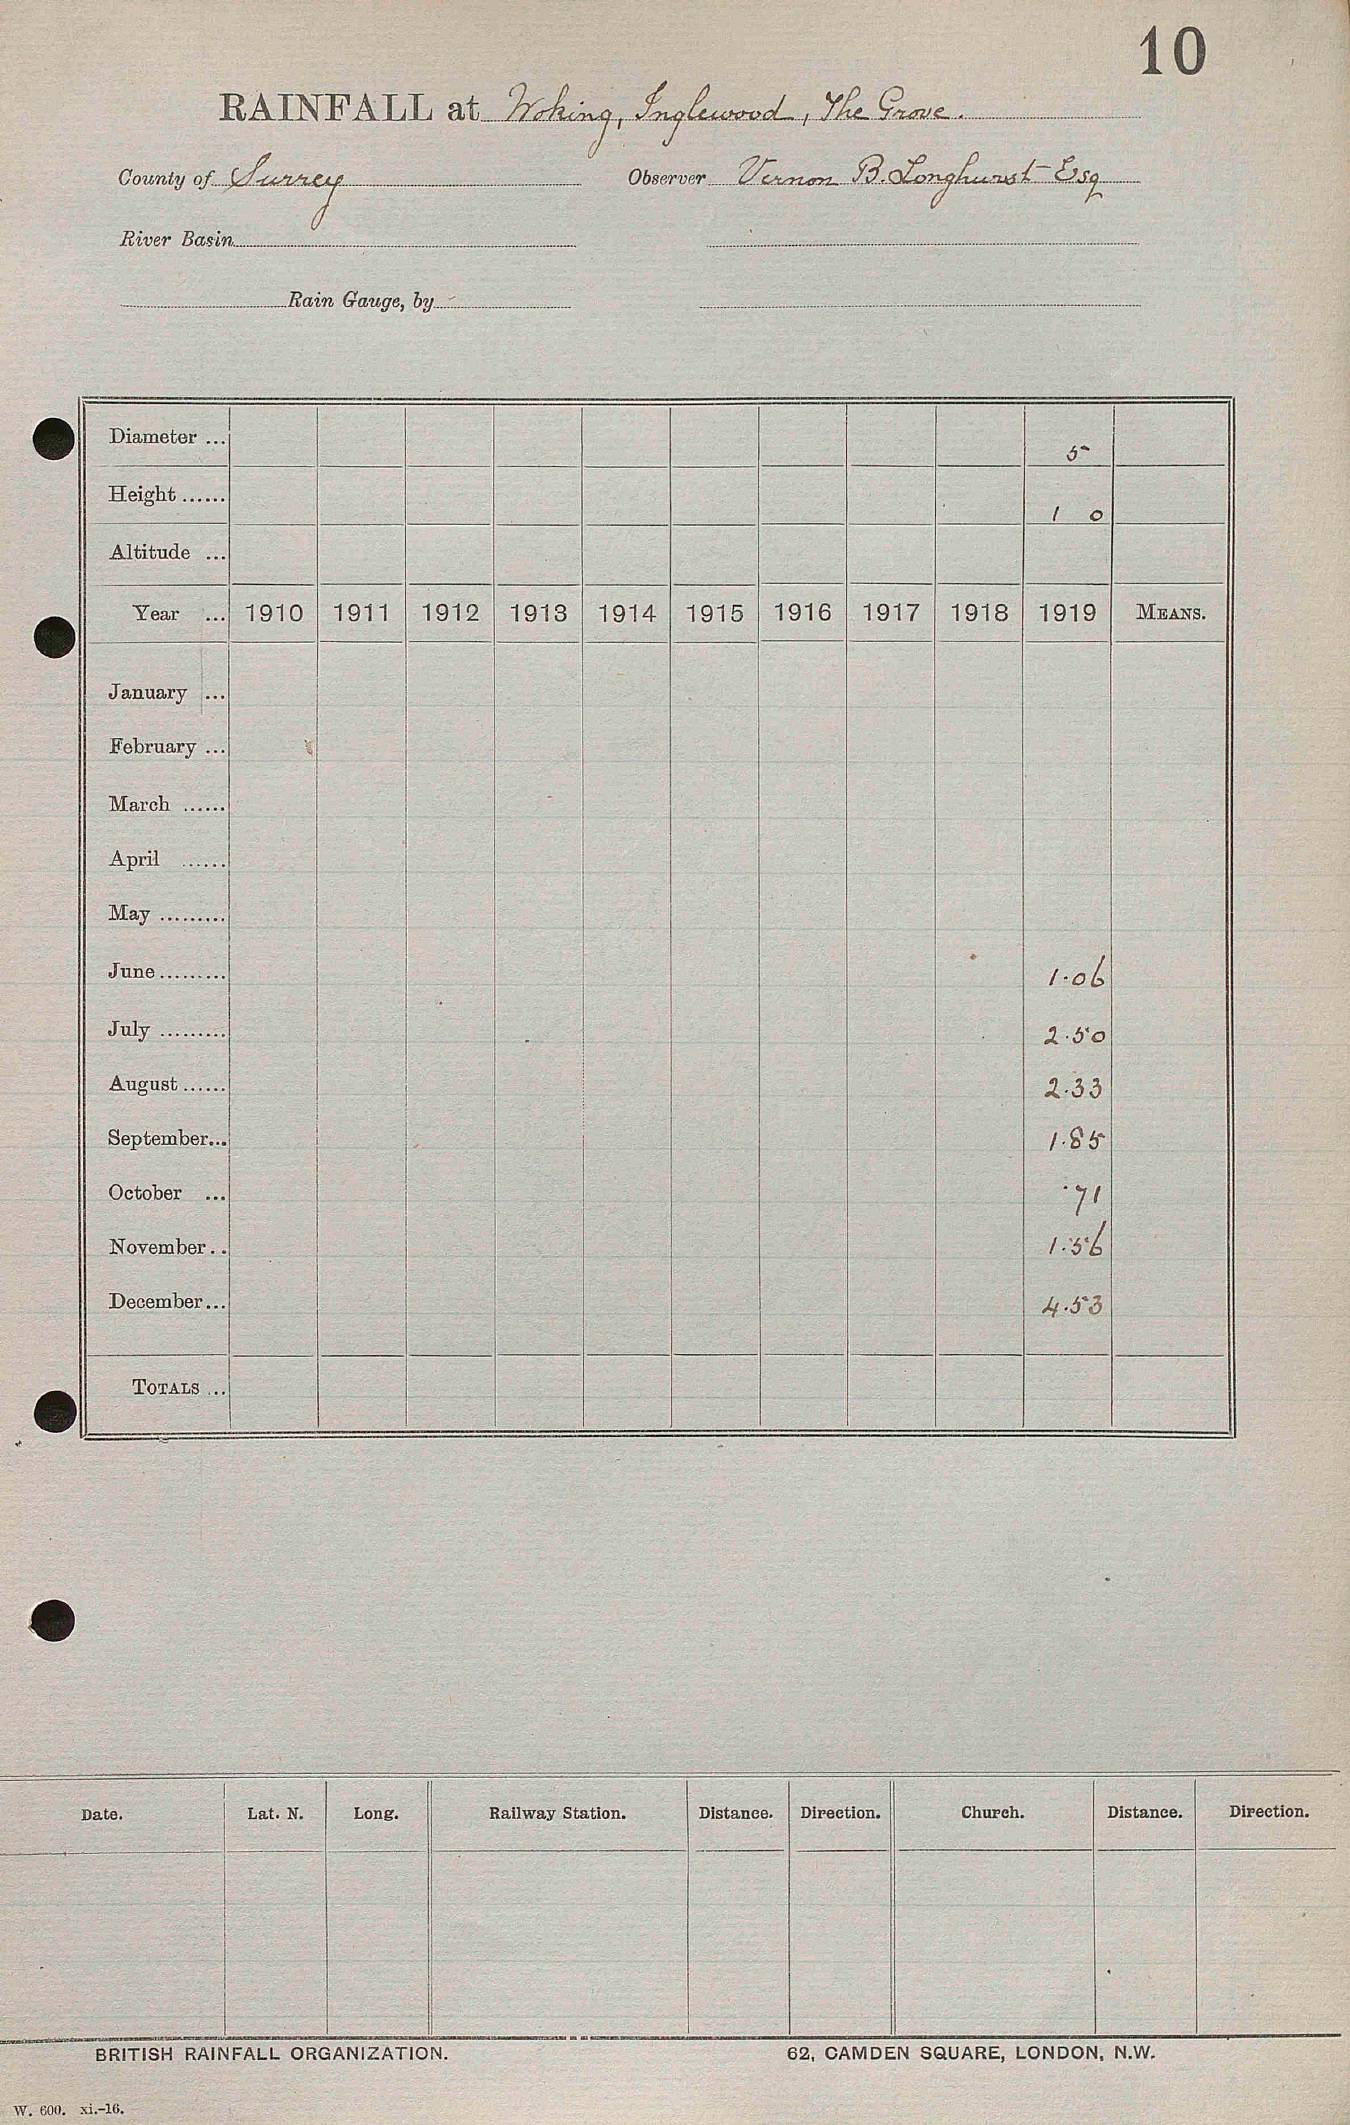 10
RAINFALL at Woking, Inglewood, The Grove.
County of Surrey Observer Vernon B. Longhurst Esq
River Basin
Rain Gauge, by
Diameter ... 5
Height ...... 1 0
Altitude ...
Year ... 1910 1911 1912 1913 1914 1915 1916 1917 1918 1919 MEANS.
January ...
February ...
March ......
April ......
May .........
June ......... 1.06
July ......... 2.50
August ...... 2.33
September... 1.85
October ... .71
November.. 1.56
December... 4.53
TOTALS ...
Date. Lat. N. Long. Railway Station. Distance. Direction. Church. Distance. Direction.
BRITISH RAINFALL ORGANIZATION. 62, CAMDEN SQUARE, LONDON, N.W.
W. 600. xi.-16.